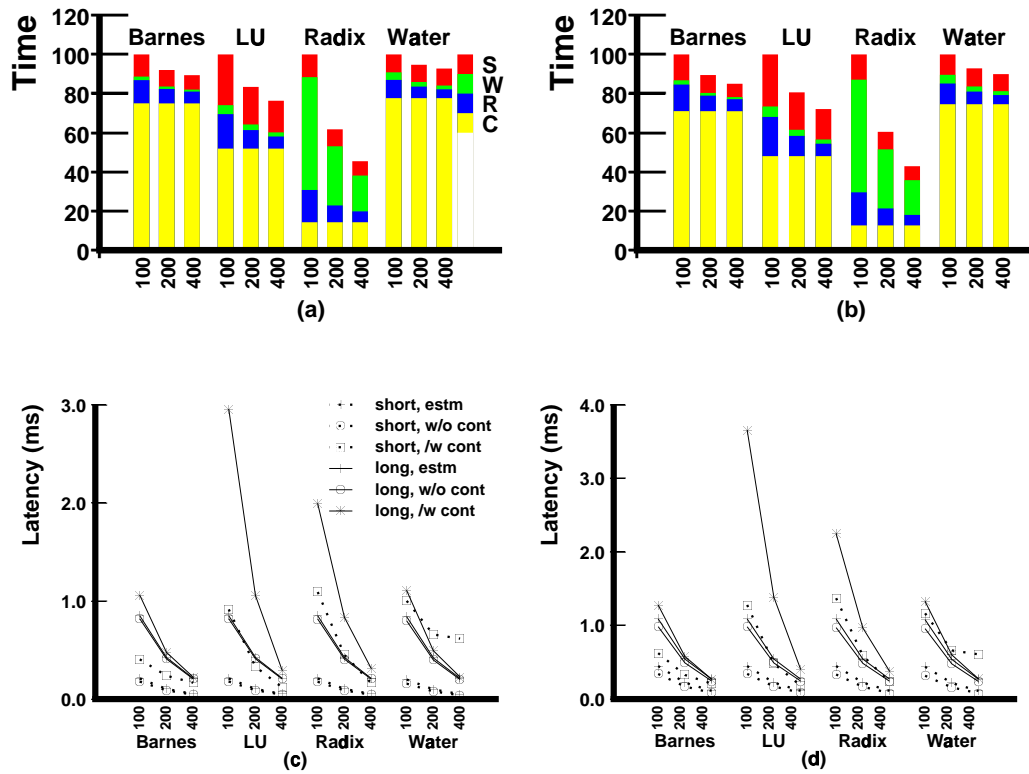 Time
120
100
80
60
40
20
0
Barnes LU Radix Water
S
W
R
C
100 200 400 100 200 400 100 200 400 100 200 400
(a)
Time
120
100
80
60
40
20
0
Barnes LU Radix Water
100 200 400 100 200 400 100 200 400 100 200 400
(b)
Latency (ms)
3.0
2.0
1.0
0.0
short, estm
short, w/o cont
short, /w cont
long, estm
long, w/o cont
long, /w cont
100 200 400 100 200 400 100 200 400 100 200 400
Barnes LU Radix Water
(c)
Latency (ms)
4.0
3.0
2.0
1.0
0.0
100 200 400 100 200 400 100 200 400 100 200 400
Barnes LU Radix Water
(d)